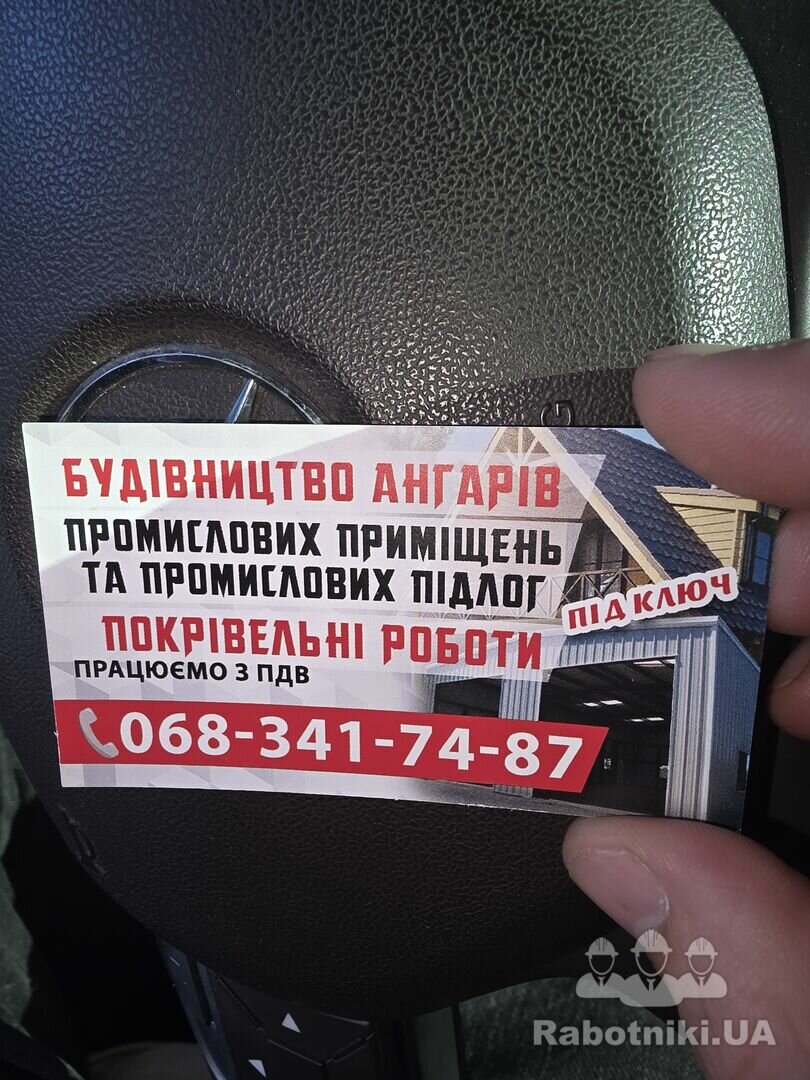 БУДІВНИЦТВО АНГАРІВ
ПРОМИСЛОВИХ ПРИМІЩЕНЬ
ТА ПРОМИСЛОВИХ ПІДЛОГ
ПІД КЛЮЧ
ПОКРІВЕЛЬНІ РОБОТИ
ПРАЦЮЄМО З ПДВ
068-341-74-87
Rabotniki.UA